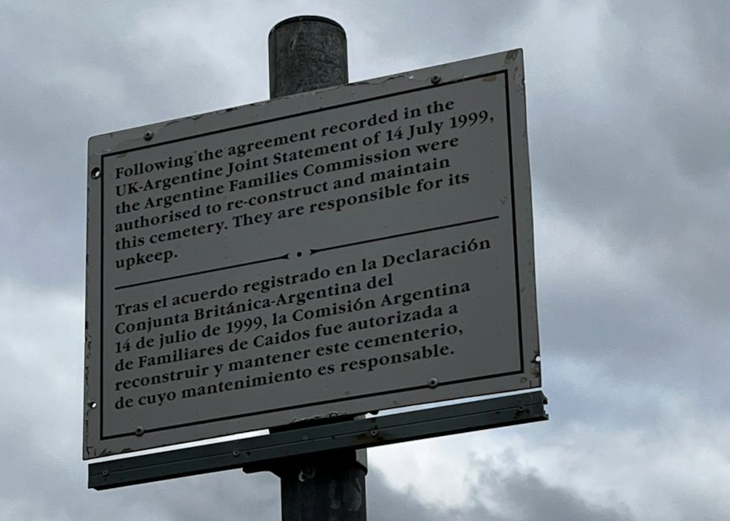 Following the agreement recorded in the
UK-Argentine Joint Statement of 14 July 1999,
the Argentine Families Commission were
authorised to re-construct and maintain
this cemetery. They are responsible for its
upkeep.
Tras el acuerdo registrado en la Declaración
Conjunta Británica-Argentina del
14 de julio de 1999, la Comisión Argentina
de Familiares de Caidos fue autorizada a
reconstruir y mantener este cementerio,
de cuyo mantenimiento es responsable.